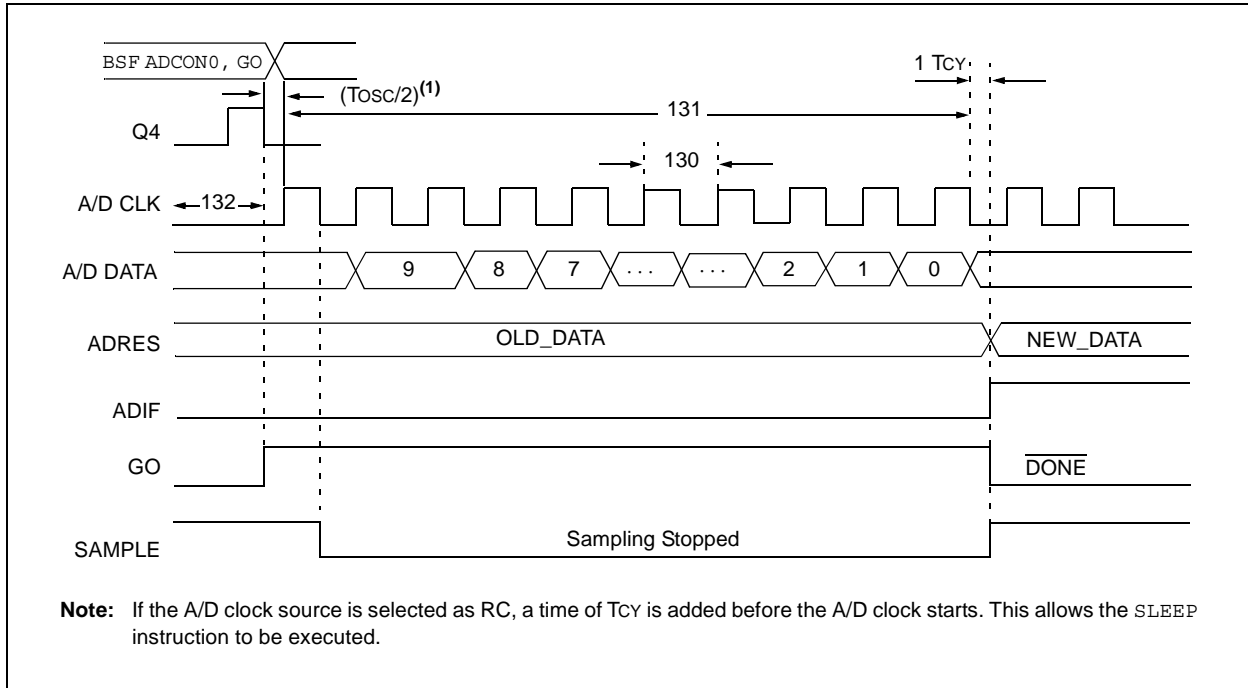 BSF ADCON0, GO
(TOSC/2)(1)
1 TCY
131
Q4
130
A/D CLK
132
A/D DATA
9
8
7
. . .
. . .
2
1
0
ADRES
OLD_DATA
NEW_DATA
ADIF
GO
DONE
SAMPLE
Sampling Stopped
Note: If the A/D clock source is selected as RC, a time of TCY is added before the A/D clock starts. This allows the SLEEP
instruction to be executed.